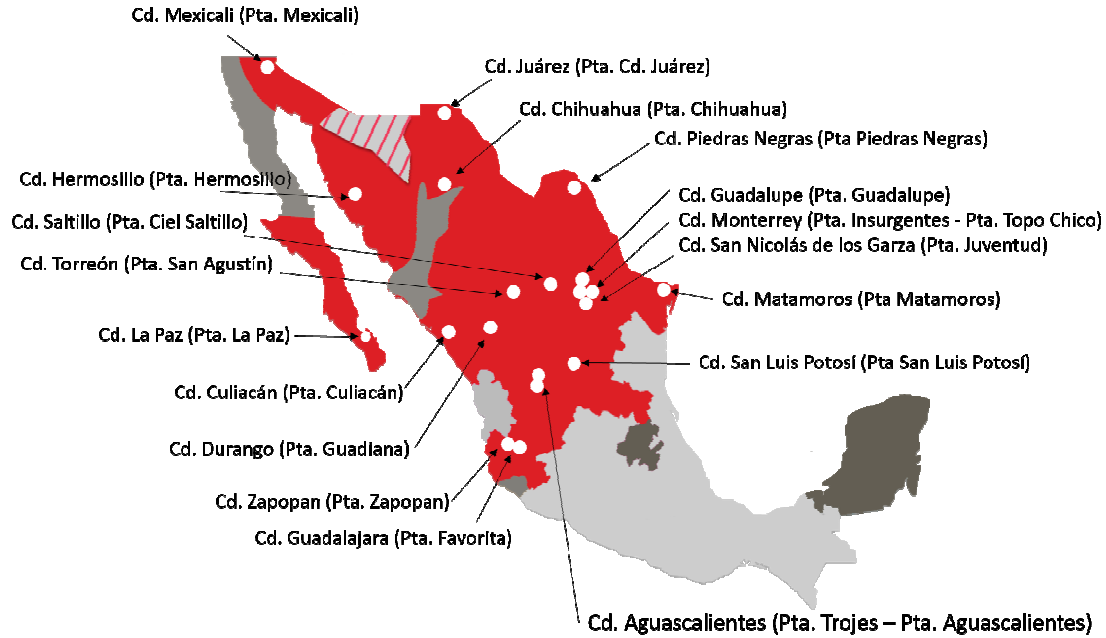 Cd. Mexicali (Pta. Mexicali)
Cd. Juárez (Pta. Cd. Juárez)
Cd. Chihuahua (Pta. Chihuahua)
Cd. Piedras Negras (Pta Piedras Negras)
Cd. Hermosillo (Pta. Hermosillo)
Cd. Guadalupe (Pta. Guadalupe)
Cd. Saltillo (Pta. Ciel Saltillo)
Cd. Monterrey (Pta. Insurgentes - Pta. Topo Chico)
Cd. San Nicolás de los Garza (Pta. Juventud)
Cd. Torreón (Pta. San Agustín)
Cd. Matamoros (Pta Matamoros)
Cd. La Paz (Pta. La Paz)
Cd. San Luis Potosí (Pta San Luis Potosí)
Cd. Culiacán (Pta. Culiacán)
Cd. Durango (Pta. Guadiana)
Cd. Zapopan (Pta. Zapopan)
Cd. Guadalajara (Pta. Favorita)
Cd. Aguascalientes (Pta. Trojes – Pta. Aguascalientes)